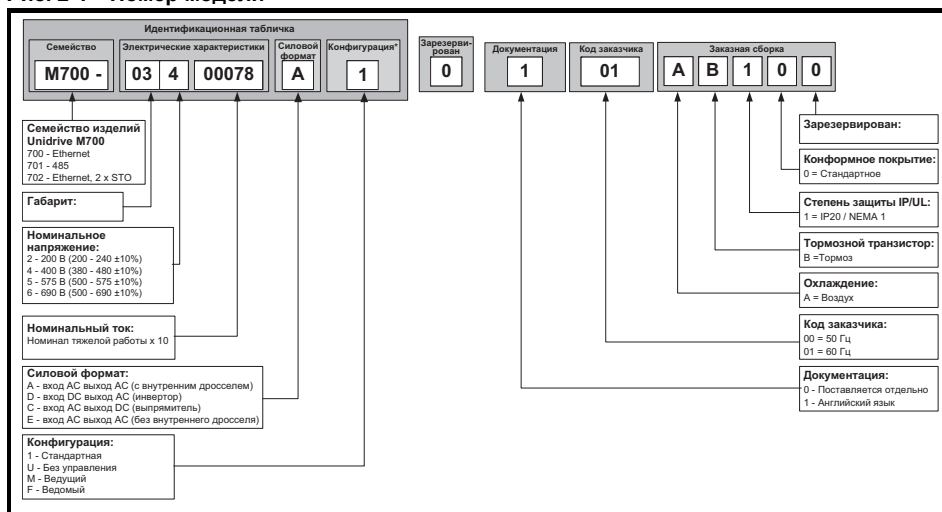 Рис. 2-1 Номер модели
Идентификационная табличка
Семейство
Электрические характеристики
Силовой
формат
Конфигурация*
Зарезерви-
рован
Документация
Код заказчика
Заказная сборка
M700 -
03 4 00078
A
1
0
1
01
A B 1 0 0
Семейство изделий
Unidrive M700
700 - Ethernet
701 - 485
702 - Ethernet, 2 x STO
Габарит:
Номинальное
напряжение:
2 - 200 В (200 - 240 ±10%)
4 - 400 В (380 - 480 ±10%)
5 - 575 В (500 - 575 ±10%)
6 - 690 В (500 - 690 ±10%)
Номинальный ток:
Номинал тяжелой работы x 10
Силовой формат:
A - вход AC выход AC (с внутренним дросселем)
D - вход DC выход AC (инвертор)
C - вход AC выход DC (выпрямитель)
E - вход AC выход AC (без внутреннего дросселя)
Конфигурация:
1 - Стандартная
U - Без управления
M - Ведущий
F - Ведомый
Зарезервирован:
Конформное покрытие:
0 = Стандартное
Степень защиты IP/UL:
1 = IP20 / NEMA 1
Тормозной транзистор:
B =Тормоз
Охлаждение:
A = Воздух
Код заказчика:
00 = 50 Гц
01 = 60 Гц
Документация:
0 - Поставляется отдельно
1 - Английский язык